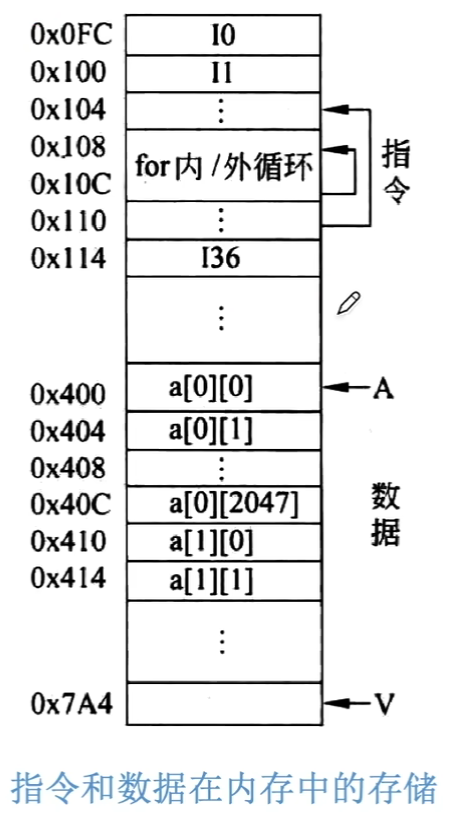 0x0FC I0
0x100 I1
0x104 ⋮
0x108 for内/外循环
0x10C
0x110 ⋮
0x114 I36
⋮
指令
0x400 a[0][0] A
0x404 a[0][1]
0x408 ⋮
0x40C a[0][2047]
0x410 a[1][0]
0x414 a[1][1]
⋮
数据
0x7A4 V
指令和数据在内存中的存储